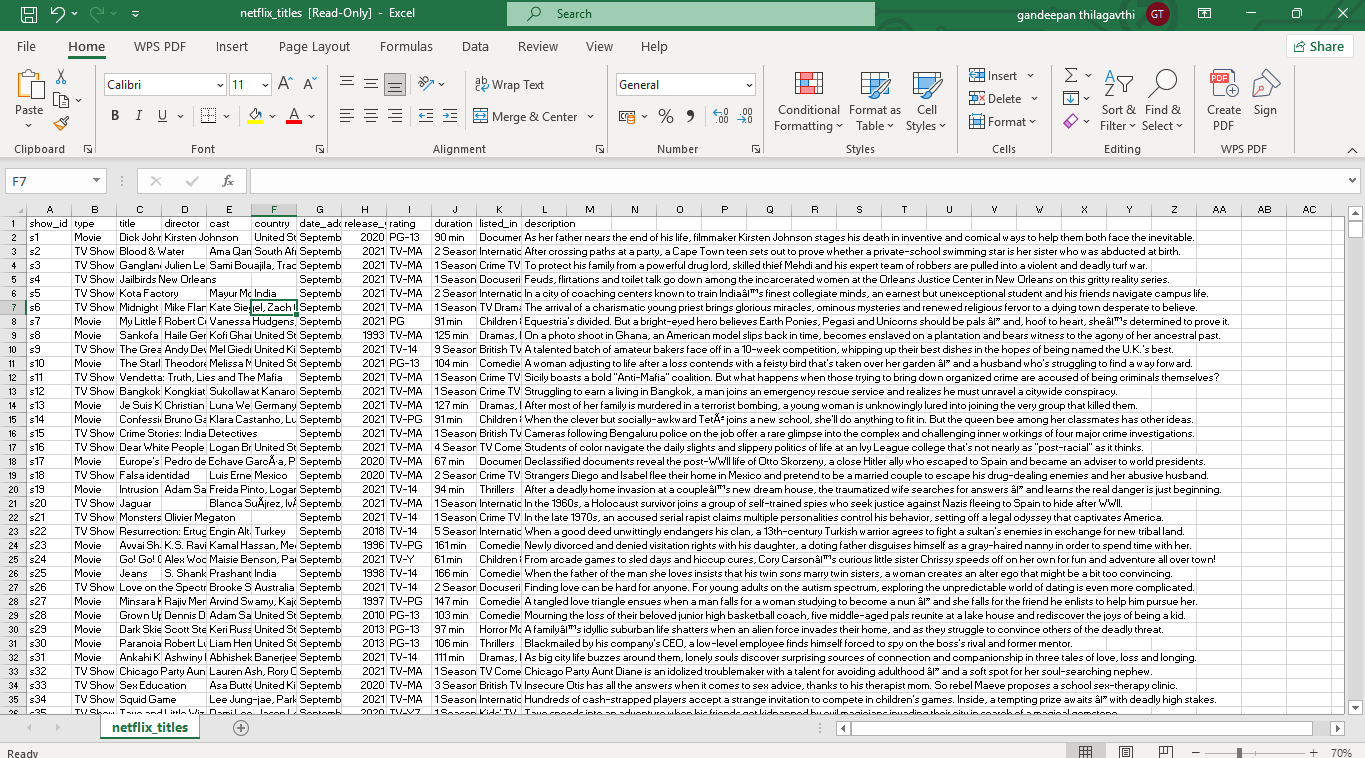 netflix_titles [Read-Only] - Excel
Search
gandeepan thilagavthi
GT
File Home WPS PDF Insert Page Layout Formulas Data Review View Help
Share
Paste
Calibri 11
B I U
Wrap Text
Merge & Center
General
Conditional Formatting
Format as Table
Cell Styles
Insert
Delete
Format
Sort & Filter
Find & Select
Create PDF
Sign
Clipboard Font Alignment Number Styles Cells Editing WPS PDF
F7 fx
A B C D E F G H I J K L M N O P Q R S T U V W X Y Z AA AB AC
1 show_id type title director cast country date_add release_y rating duration listed_in description
2 s1 Movie Dick John Kirsten Johnson United St Septemb 2020 PG-13 90 min Documen As her father nears the end of his life, filmmaker Kirsten Johnson stages his death in inventive and comical ways to help them both face the inevitable.
3 s2 TV Show Blood & Water Ama Qam South Afr Septemb 2021 TV-MA 2 Season Internatio After crossing paths at a party, a Cape Town teen sets out to prove whether a private-school swimming star is her sister who was abducted at birth.
4 s3 TV Show Gangland Julien Le Sami Bouajila, Trac Septemb 2021 TV-MA 1 Season Crime TV To protect his family from a powerful drug lord, skilled thief Mehdi and his expert team of robbers are pulled into a violent and deadly turf war.
5 s4 TV Show Jailbirds New Orleans Septemb 2021 TV-MA 1 Season Docuseri Feuds, flirtations and toilet talk go down among the incarcerated women at the Orleans Justice Center in New Orleans on this gritty reality series.
6 s5 TV Show Kota Factory Mayur Mo India Septemb 2021 TV-MA 2 Season Internatio In a city of coaching centers known to train Indiaâ€™s finest collegiate minds, an earnest but unexceptional student and his friends navigate campus life.
7 s6 TV Show Midnight Mike Flan Kate Siegel, Zach Septemb 2021 TV-MA 1 Season TV Drama The arrival of a charismatic young priest brings glorious miracles, ominous mysteries and renewed religious fervor to a dying town desperate to believe.
8 s7 Movie My Little P Robert Cu Vanessa Hudgens, Septemb 2021 PG 91 min Children Equestria's divided. But a bright-eyed hero believes Earth Ponies, Pegasi and Unicorns should be pals and, hoof to heart, sheâ€™s determined to prove it.
9 s8 Movie Sankofa Haile Ger Kofi Ghan United St Septemb 1993 TV-MA 125 min Dramas, On a photo shoot in Ghana, an American model slips back in time, becomes enslaved on a plantation and bears witness to the agony of her ancestral past.
10 s9 TV Show The Grea Andy Dev Mel Giedr United Ki Septemb 2021 TV-14 9 Season British TV A talented batch of amateur bakers face off in a 10-week competition, whipping up their best dishes in the hopes of being named the U.K.'s best.
11 s10 Movie The Starl Theodore Melissa M United St Septemb 2021 PG-13 104 min Comedie A woman adjusting to life after a loss contends with a feisty bird that's taken over her garden and a husband who's struggling to find a way forward.
12 s11 TV Show Vendetta: Truth, Lies and The Mafia Septemb 2021 TV-MA 1 Season Crime TV Sicily boasts a bold "Anti-Mafia" coalition. But what happens when those trying to bring down organized crime are accused of being criminals themselves?
13 s12 TV Show Bangkok Kongkiat Sukollawat Kanaro Septemb 2021 TV-MA 1 Season Crime TV Struggling to earn a living in Bangkok, a man joins an emergency rescue service and realizes he must unravel a citywide conspiracy.
14 s13 Movie Je Suis K Christian Luna We Germany Septemb 2021 TV-MA 127 min Dramas, After most of her family is murdered in a terrorist bombing, a young woman is unknowingly lured into joining the very group that killed them.
15 s14 Movie Confessi Bruno Ga Klara Castanho, Lu Septemb 2021 TV-PG 91 min Children When the clever but socially-awkward joins a new school, she'll do anything to fit in. But the queen bee among her classmates has other ideas.
16 s15 TV Show Crime Stories: India Detectives Septemb 2021 TV-MA 1 Season British TV Cameras following Bengaluru police on the job offer a rare glimpse into the complex and challenging inner workings of four major crime investigations.
17 s16 TV Show Dear White People Logan Br United St Septemb 2021 TV-MA 4 Season TV Come Students of color navigate the daily slights and slippery politics of life at an Ivy League college that's not nearly as "post-racial" as it thinks.
18 s17 Movie Europe's Pedro de Echave GarcÃ­a, P Septemb 2020 TV-MA 67 min Documen Declassified documents reveal the post-WWII life of Otto Skorzeny, a close Hitler ally who escaped to Spain and became an adviser to world presidents.
19 s18 TV Show Falsa identidad Luis Erne Mexico Septemb 2020 TV-MA 2 Season Crime TV Strangers Diego and Isabel flee their home in Mexico and pretend to be a married couple to escape his drug-dealing enemies and her abusive husband.
20 s19 Movie Intrusion Adam Sa Freida Pinto, Logan Septemb 2021 TV-14 94 min Thrillers After a deadly home invasion at a coupleâ€™s new dream house, the traumatized wife searches for answers and learns the real danger is just beginning.
21 s20 TV Show Jaguar Blanca SuÃ¡rez, IvÃ Septemb 2021 TV-MA 1 Season Internatio In the 1960s, a Holocaust survivor joins a group of self-trained spies who seek justice against Nazis fleeing to Spain to hide after WWII.
22 s21 TV Show Monsters Olivier Megaton Septemb 2021 TV-14 1 Season Crime TV In the late 1970s, an accused serial rapist claims multiple personalities control his behavior, setting off a legal odyssey that captivates America.
23 s22 TV Show Resurrection: Ertug Engin Alt Turkey Septemb 2018 TV-14 5 Season Internatio When a good deed unwittingly endangers his clan, a 13th-century Turkish warrior agrees to fight a sultan's enemies in exchange for new tribal land.
24 s23 Movie Avvai Sh K.S. Ravi Kamal Hassan, Mee Septemb 1996 TV-PG 161 min Comedie Newly divorced and denied visitation rights with his daughter, a doting father disguises himself as a gray-haired nanny in order to spend time with her.
25 s24 Movie Go! Go! C Alex Woo Maisie Benson, Pau Septemb 2021 TV-Y 61 min Children From arcade games to sled days and hiccup cures, Cory Carsonâ€™s curious little sister Chrissy speeds off on her own for fun and adventure all over town!
26 s25 Movie Jeans S. Shank Prashant India Septemb 1998 TV-14 166 min Comedie When the father of the man she loves insists that his twin sons marry twin sisters, a woman creates an alter ego that might be a bit too convincing.
27 s26 TV Show Love on the Spectr Brooke S Australia Septemb 2021 TV-14 2 Season Docuseri Finding love can be hard for anyone. For young adults on the autism spectrum, exploring the unpredictable world of dating is even more complicated.
28 s27 Movie Minsara K Rajiv Men Arvind Swamy, Kajo Septemb 1997 TV-PG 147 min Comedie A tangled love triangle ensues when a man falls for a woman studying to become a nun and she falls for the friend he enlists to help him pursue her.
29 s28 Movie Grown Up Dennis D Adam Sa United St Septemb 2010 PG-13 103 min Comedie Mourning the loss of their beloved junior high basketball coach, five middle-aged pals reunite at a lake house and rediscover the joys of being a kid.
30 s29 Movie Dark Skie Scott Ste Keri Russ United St Septemb 2013 PG-13 97 min Horror Mo A familyâ€™s idyllic suburban life shatters when an alien force invades their home, and as they struggle to convince others of the deadly threat.
31 s30 Movie Paranoia Robert Lu Liam Hem United St Septemb 2013 PG-13 106 min Thrillers Blackmailed by his company's CEO, a low-level employee finds himself forced to spy on the boss's rival and former mentor.
32 s31 Movie Ankahi K Ashwiny Abhishek Banerjee Septemb 2021 TV-14 111 min Dramas, As big city life buzzes around them, lonely souls discover surprising sources of connection and companionship in three tales of love, loss and longing.
33 s32 TV Show Chicago Party Aun Lauren Ash, Rory O Septemb 2021 TV-MA 1 Season TV Come Chicago Party Aunt Diane is an idolized troublemaker with a talent for avoiding adulthood and a soft spot for her soul-searching nephew.
34 s33 TV Show Sex Education Asa Butte United Ki Septemb 2020 TV-MA 3 Season British TV Insecure Otis has all the answers when it comes to sex advice, thanks to his therapist mom. So rebel Maeve proposes a school sex-therapy clinic.
35 s34 TV Show Squid Game Lee Jung-jae, Park Septemb 2021 TV-MA 1 Season Internatio Hundreds of cash-strapped players accept a strange invitation to compete in children's games. Inside, a tempting prize awaits with deadly high stakes.
netflix_titles
Ready
70%